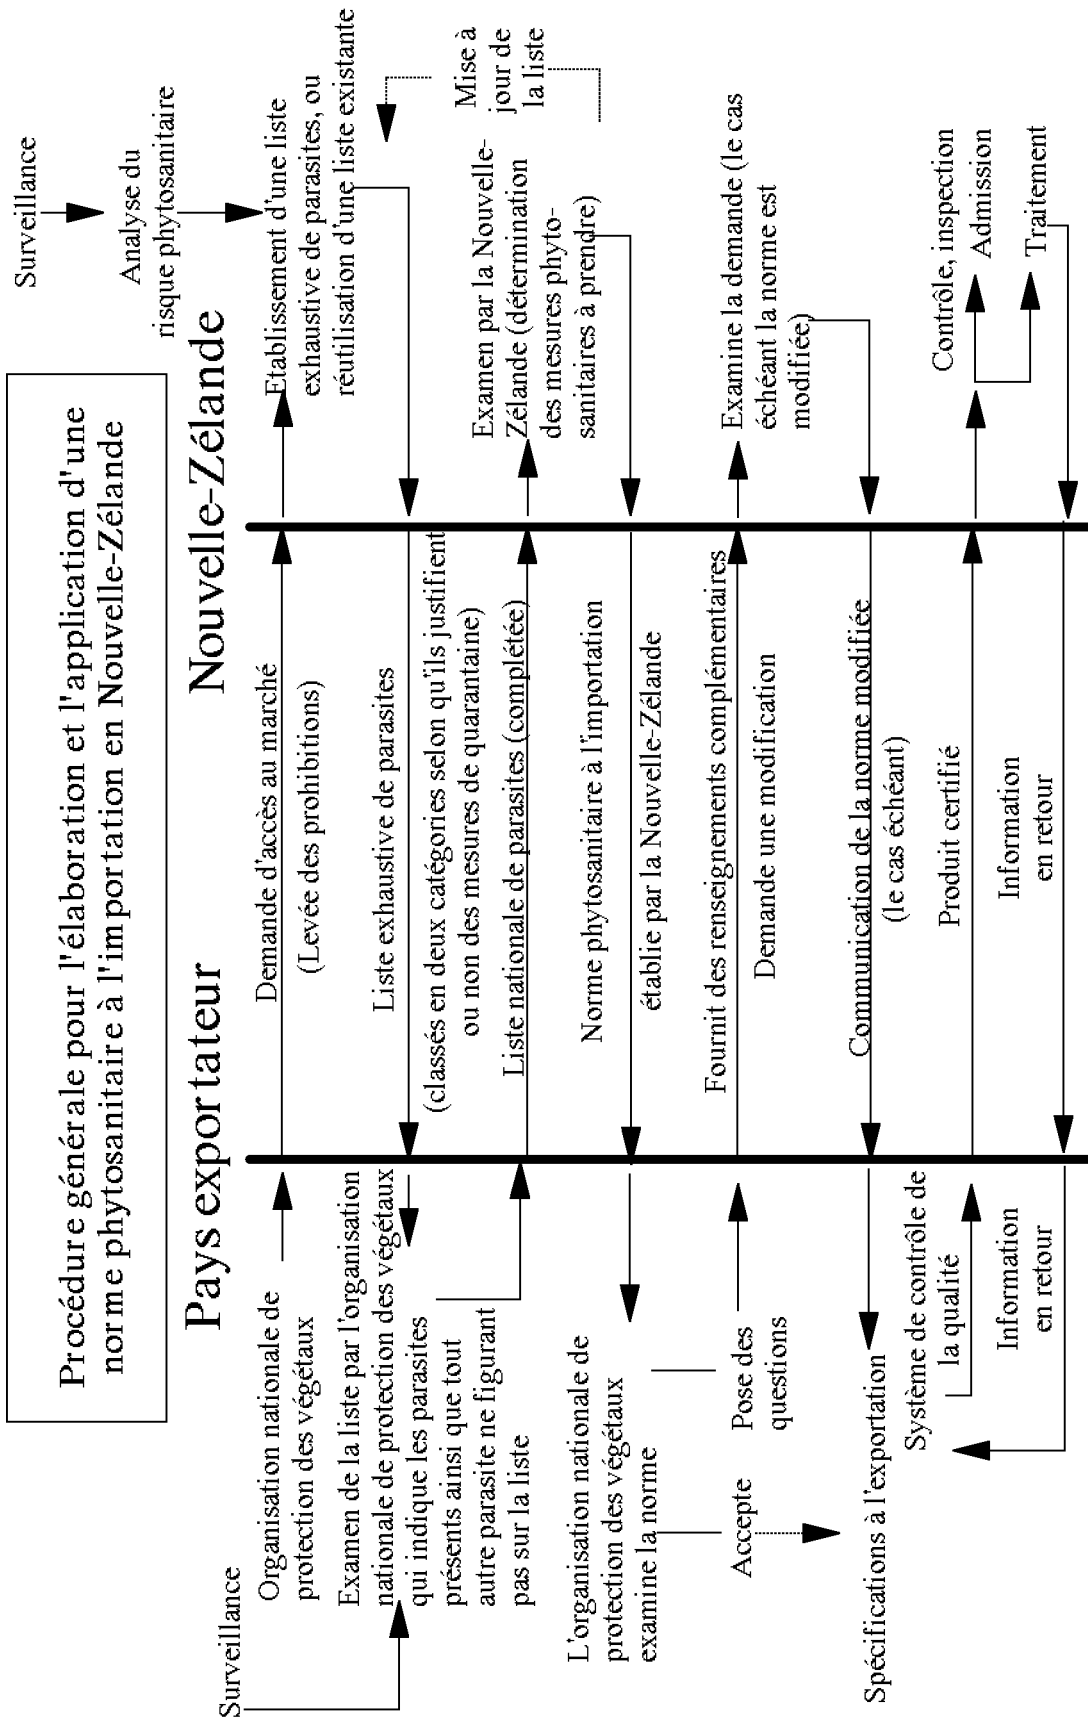 Procédure générale pour l'élaboration et l'application d'une
norme phytosanitaire à l'importation en Nouvelle-Zélande
Pays exportateur
Nouvelle-Zélande
Surveillance
Organisation nationale de
protection des végétaux
Examen de la liste par l'organisation
nationale de protection des végétaux
qui indique les parasites
présents ainsi que tout
autre parasite ne figurant
pas sur la liste
L'organisation nationale de
protection des végétaux
examine la norme
Accepte
Pose des
questions
Spécifications à l'exportation
Système de contrôle de
la qualité
Information
en retour
Demande d'accès au marché
(Levée des prohibitions)
Liste exhaustive de parasites
(classés en deux catégories selon qu'ils justifient
ou non des mesures de quarantaine)
Liste nationale de parasites (complétée)
Norme phytosanitaire à l'importation
établie par la Nouvelle-Zélande
Fournit des renseignements complémentaires
Demande une modification
Communication de la norme modifiée
(le cas échéant)
Produit certifié
Information
en retour
Surveillance
Analyse du
risque phytosanitaire
Etablissement d'une liste
exhaustive de parasites, ou
réutilisation d'une liste existante
Mise à
jour de
la liste
Examen par la Nouvelle-
Zélande (détermination
des mesures phyto-
sanitaires à prendre)
Examine la demande (le cas
échéant la norme est
modifiée)
Contrôle, inspection
Admission
Traitement